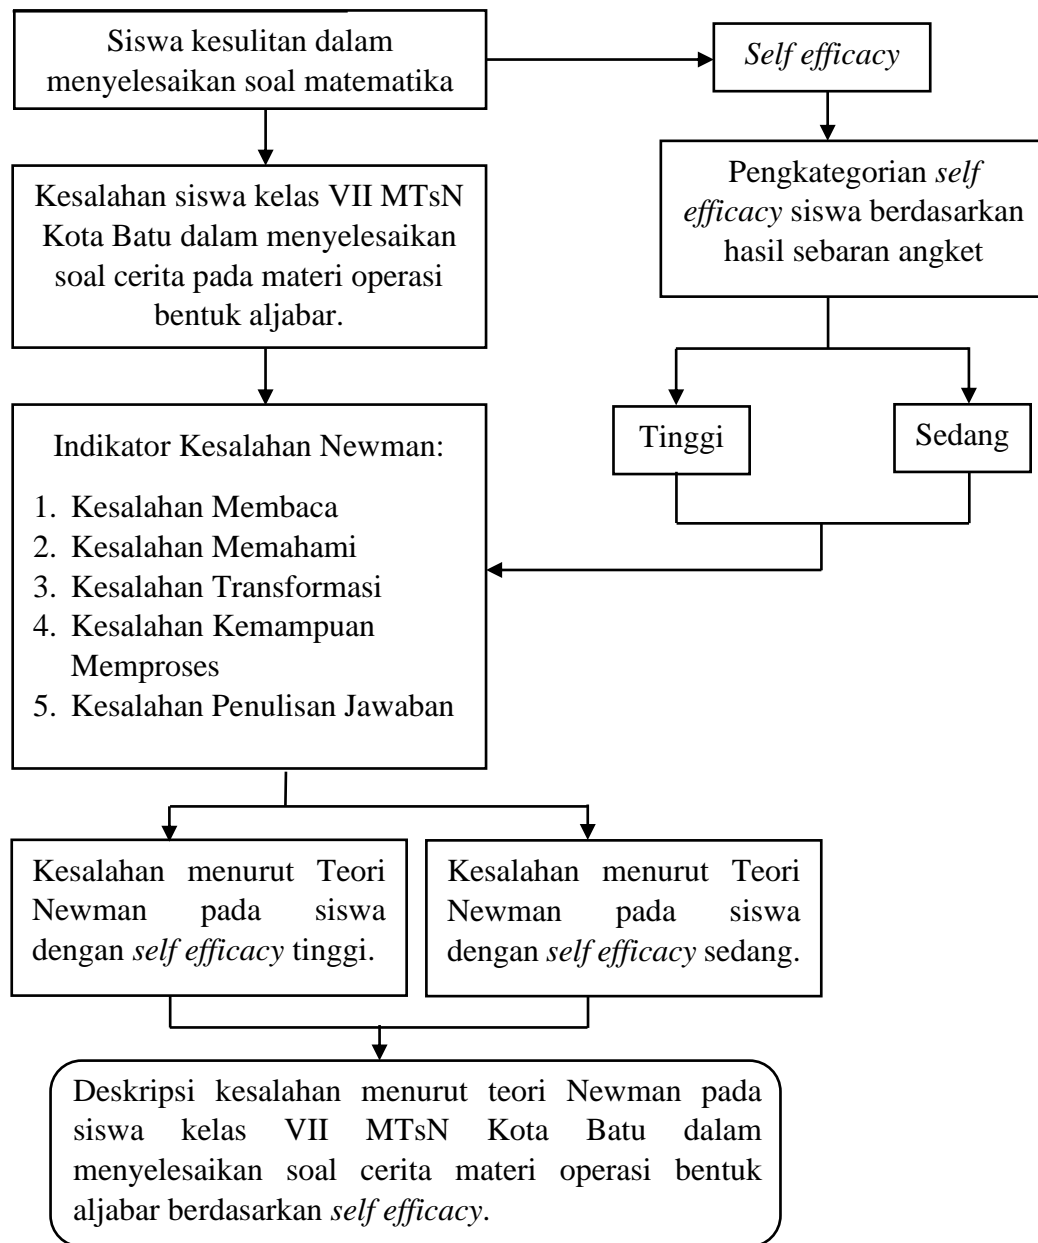 Siswa kesulitan dalam
menyelesaikan soal matematika
Self efficacy
Kesalahan siswa kelas VII MTsN
Kota Batu dalam menyelesaikan
soal cerita pada materi operasi
bentuk aljabar.
Pengkategorian self
efficacy siswa berdasarkan
hasil sebaran angket
Tinggi
Sedang
Indikator Kesalahan Newman:
1. Kesalahan Membaca
2. Kesalahan Memahami
3. Kesalahan Transformasi
4. Kesalahan Kemampuan
Memproses
5. Kesalahan Penulisan Jawaban
Kesalahan menurut Teori
Newman pada siswa
dengan self efficacy tinggi.
Kesalahan menurut Teori
Newman pada siswa
dengan self efficacy sedang.
Deskripsi kesalahan menurut teori Newman pada
siswa kelas VII MTsN Kota Batu dalam
menyelesaikan soal cerita materi operasi bentuk
aljabar berdasarkan self efficacy.